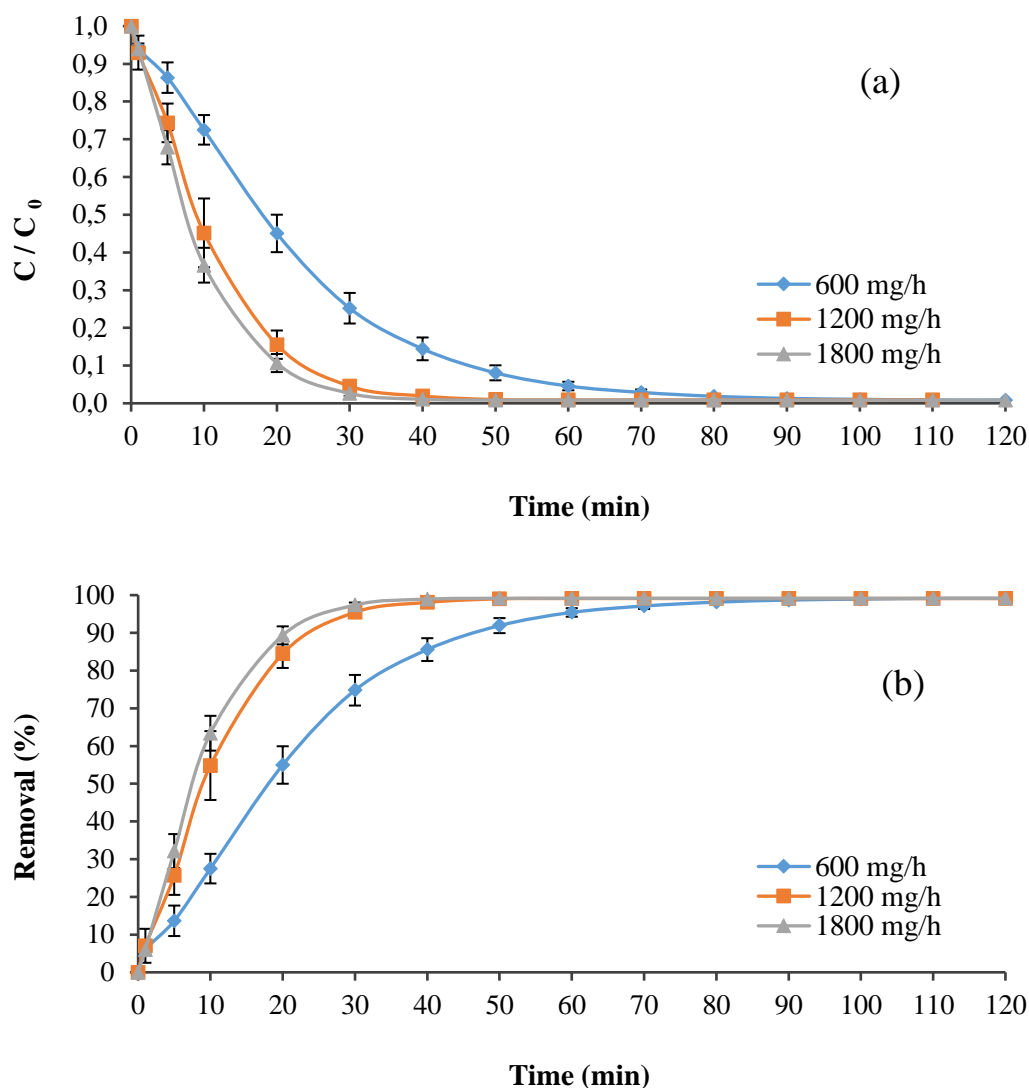 1,0
0,9
0,8
0,7
0,6
0,5
0,4
0,3
0,2
0,1
0,0
C / C 0
(a)
600 mg/h
1200 mg/h
1800 mg/h
0 10 20 30 40 50 60 70 80 90 100 110 120
Time (min)
100
90
80
70
60
50
40
30
20
10
0
Removal (%)
(b)
600 mg/h
1200 mg/h
1800 mg/h
0 10 20 30 40 50 60 70 80 90 100 110 120
Time (min)